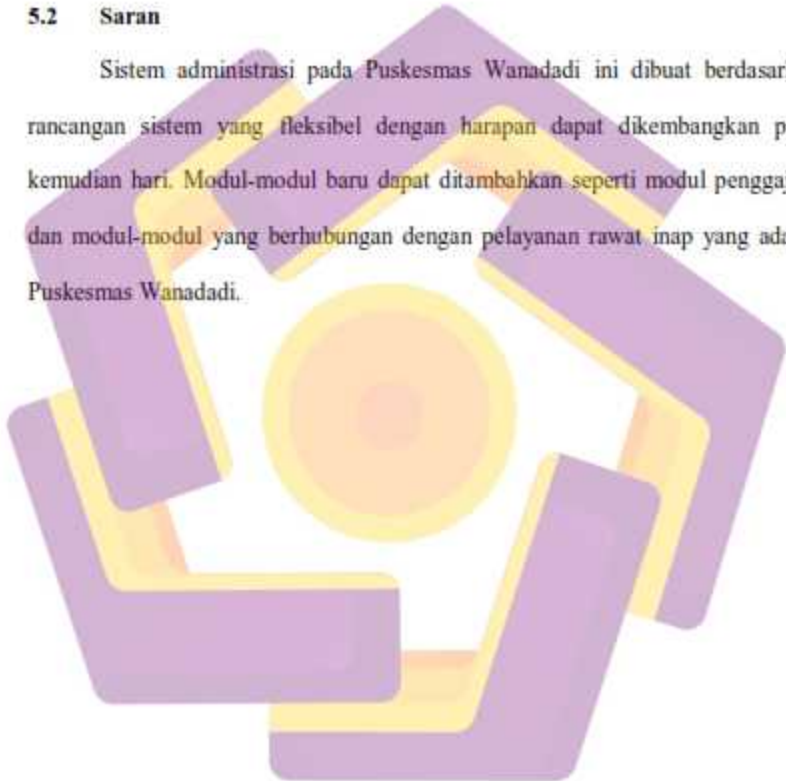 5.2 Saran
Sistem administrasi pada Puskesmas Wanadadi ini dibuat
rancangan sistem yang fleksibel dengan harapan dapat dikembangkan
kemudian hari. Modul-modul baru dapat ditambahkan seperti modul
dan modul-modul yang berhubungan dengan pelayanan rawat inap yang ada
Puskesmas Wanadadi.